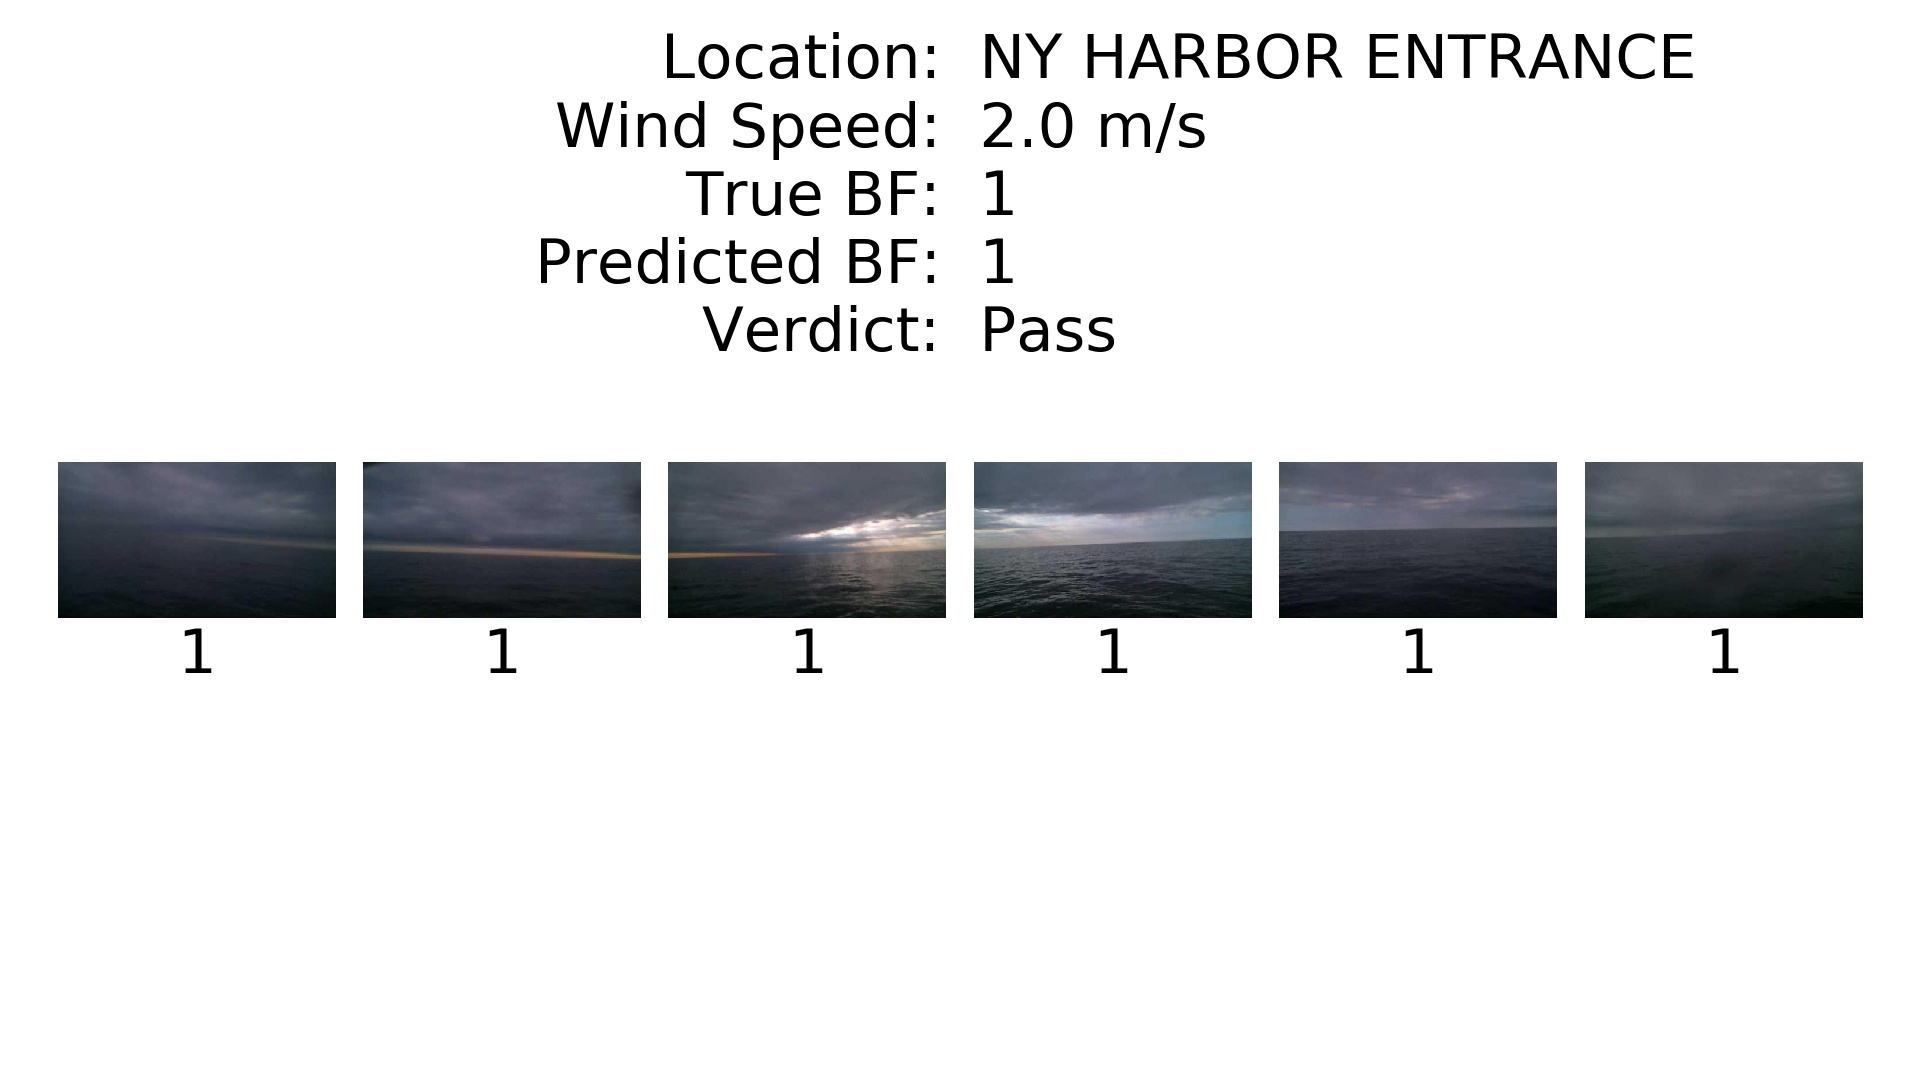 Location: NY HARBOR ENTRANCE
Wind Speed: 2.0 m/s
True BF: 1
Predicted BF: 1
Verdict: Pass
1 1 1 1 1 1